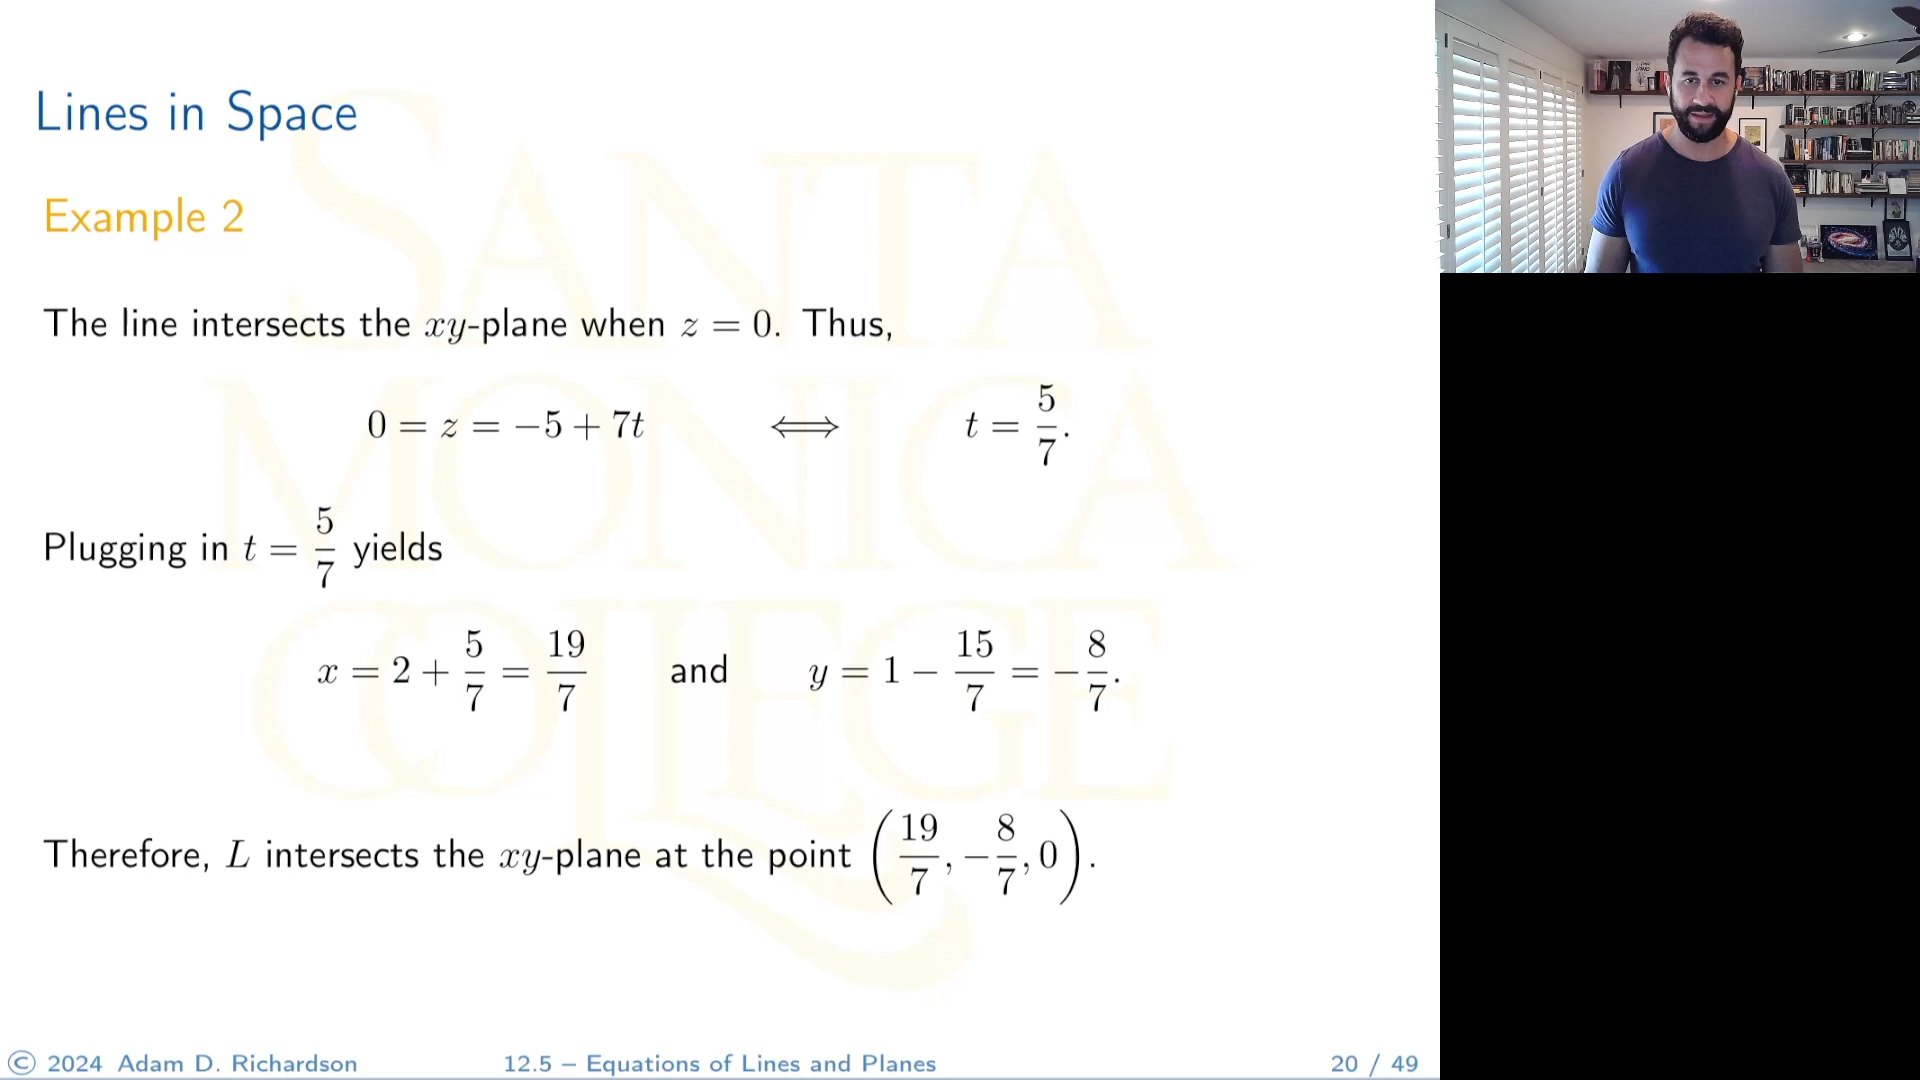 Lines in Space
Example 2
The line intersects the xy-plane when z = 0. Thus,
0 = z = −5 + 7t ⟺ t = 5/7.
Plugging in t = 5/7 yields
x = 2 + 5/7 = 19/7 and y = 1 − 15/7 = −8/7.
Therefore, L intersects the xy-plane at the point (19/7, −8/7, 0).
SANTA
MONICA
COLLEGE
© 2024 Adam D. Richardson 12.5 – Equations of Lines and Planes 20 / 49